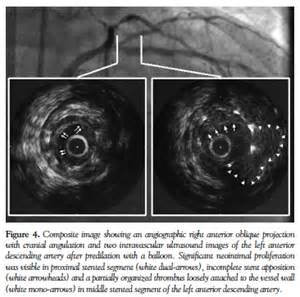 Figure 4. Composite image showing an angiographic right anterior oblique projection
with cranial angulation and two intravascular ultrasound images of the left anterior
descending artery after predilation with a balloon. Significant neointimal proliferation
was visible in proximal stented segment (white dual-arrows), incomplete stent apposition
(white arrowheads) and a partially organized thrombus loosely attached to the vessel wall
(white mono-arrows) in middle stented segment of the left anterior descending artery.